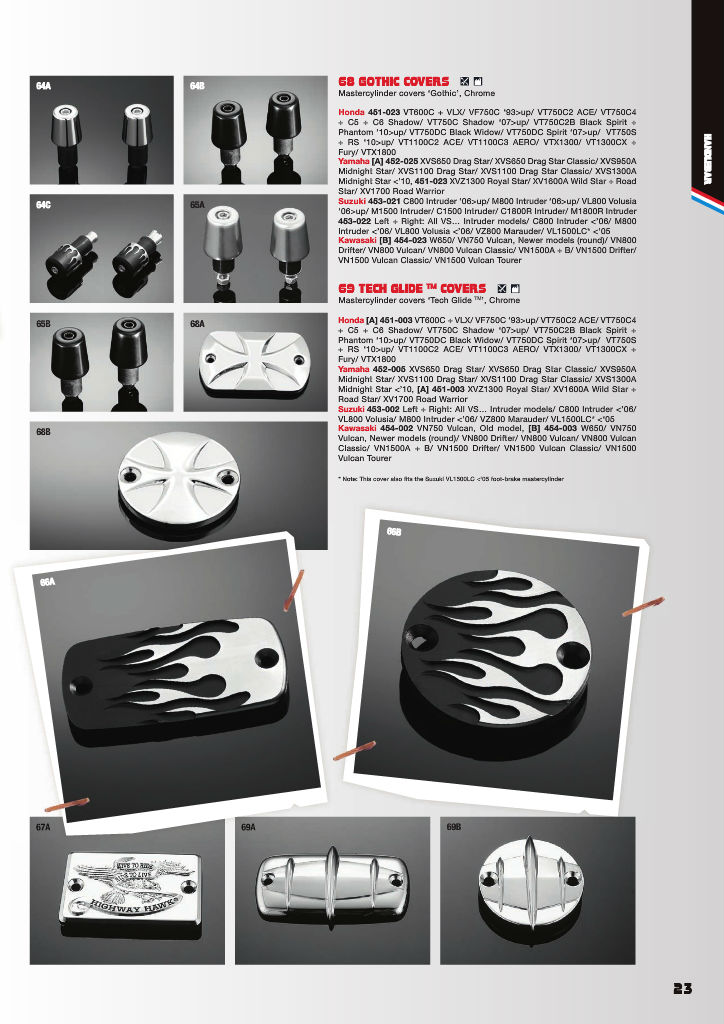 64A
64B
68 GOTHIC COVERS
Mastercylinder covers 'Gothic', Chrome
Honda 451-023 VT600C + VLX/ VF750C '93>up/ VT750C2 ACE/ VT750C4
+ C5 + C6 Shadow/ VT750C Shadow '07>up/ VT750C2B Black Spirit +
Phantom '10>up/ VT750DC Black Widow/ VT750DC Spirit '07>up/ VT750S
+ RS '10>up/ VT1100C2 ACE/ VT1100C3 AERO/ VTX1300/ VT1300CX +
Fury/ VTX1800
Yamaha [A] 452-025 XVS650 Drag Star/ XVS650 Drag Star Classic/ XVS950A
Midnight Star/ XVS1100 Drag Star/ XVS1100 Drag Star Classic/ XVS1300A
Midnight Star <'10, 451-023 XVZ1300 Royal Star/ XV1600A Wild Star + Road
Star/ XV1700 Road Warrior
Suzuki 453-021 C800 Intruder '06>up/ M800 Intruder '06>up/ VL800 Volusia
'06>up/ M1500 Intruder/ C1500 Intruder/ C1800R Intruder/ M1800R Intruder
453-022 Left + Right: All VS... Intruder models/ C800 Intruder <'06/ M800
Intruder <'06/ VL800 Volusia <'06/ VZ800 Marauder/ VL1500LC* <'05
Kawasaki [B] 454-023 W650/ VN750 Vulcan, Newer models (round)/ VN800
Drifter/ VN800 Vulcan/ VN800 Vulcan Classic/ VN1500A + B/ VN1500 Drifter/
VN1500 Vulcan Classic/ VN1500 Vulcan Tourer
HANDLEBAR
64C
65A
69 TECH GLIDE ™ COVERS
Mastercylinder covers 'Tech Glide ™', Chrome
Honda [A] 451-003 VT600C + VLX/ VF750C '93>up/ VT750C2 ACE/ VT750C4
+ C5 + C6 Shadow/ VT750C Shadow '07>up/ VT750C2B Black Spirit +
Phantom '10>up/ VT750DC Black Widow/ VT750DC Spirit '07>up/ VT750S
+ RS '10>up/ VT1100C2 ACE/ VT1100C3 AERO/ VTX1300/ VT1300CX +
Fury/ VTX1800
Yamaha 452-005 XVS650 Drag Star/ XVS650 Drag Star Classic/ XVS950A
Midnight Star/ XVS1100 Drag Star/ XVS1100 Drag Star Classic/ XVS1300A
Midnight Star <'10, [A] 451-003 XVZ1300 Royal Star/ XV1600A Wild Star +
Road Star/ XV1700 Road Warrior
Suzuki 453-002 Left + Right: All VS... Intruder models/ C800 Intruder <'06/
VL800 Volusia/ M800 Intruder <'06/ VZ800 Marauder/ VL1500LC* <'05
Kawasaki 454-002 VN750 Vulcan, Old model, [B] 454-003 W650/ VN750
Vulcan, Newer models (round)/ VN800 Drifter/ VN800 Vulcan/ VN800 Vulcan
Classic/ VN1500A + B/ VN1500 Drifter/ VN1500 Vulcan Classic/ VN1500
Vulcan Tourer
* Note: This cover also fits the Suzuki VL1500LC <'05 foot-brake mastercylinder
65B
68A
68B
66A
66B
67A
LIVE TO RIDE
& TO LIVE
HIGHWAY HAWK®
69A
69B
23